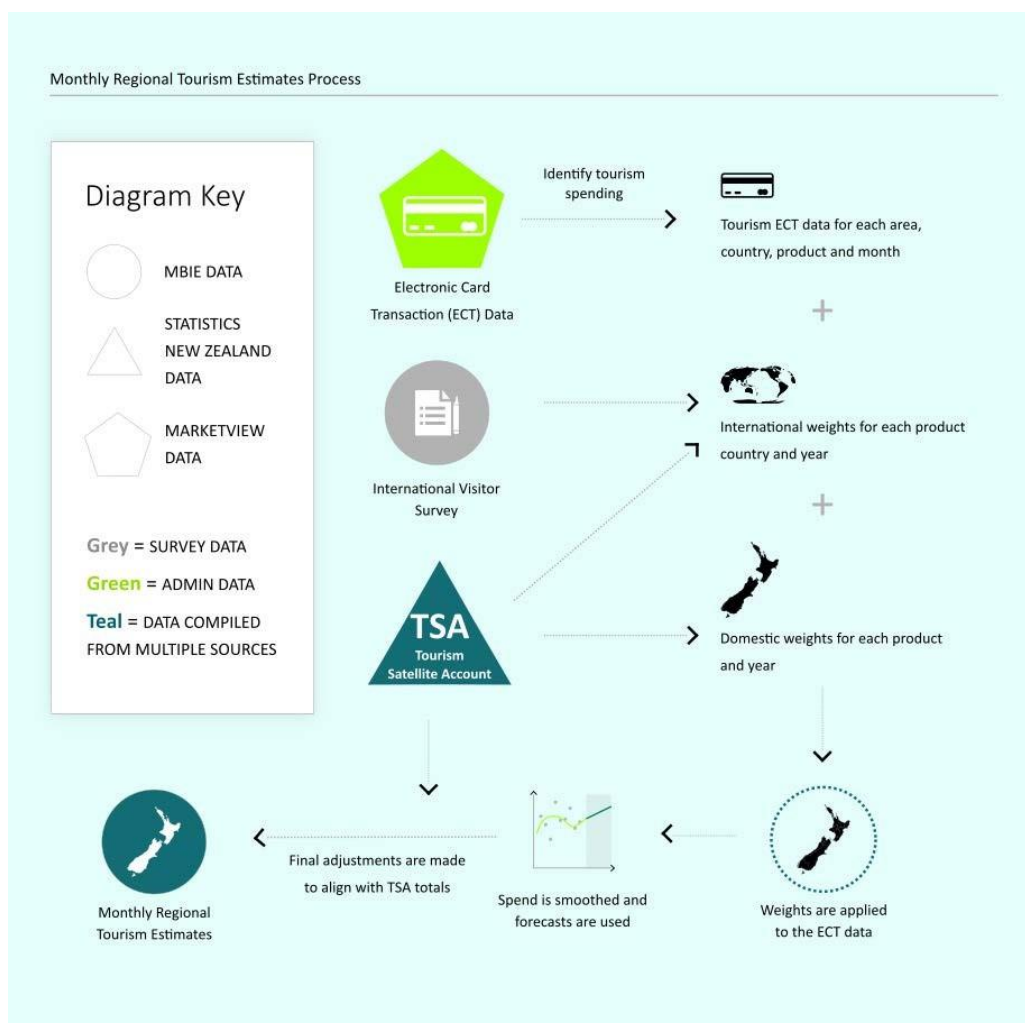 Monthly Regional Tourism Estimates Process
Diagram Key
MBIE DATA
STATISTICS
NEW ZEALAND
DATA
MARKETVIEW
DATA
Grey = SURVEY DATA
Green = ADMIN DATA
Teal = DATA COMPILED
FROM MULTIPLE SOURCES
Electronic Card
Transaction (ECT) Data
Identify tourism
spending
Tourism ECT data for each area,
country, product and month
+
International Visitor
Survey
International weights for each product
country and year
+
TSA
Tourism
Satellite Account
Domestic weights for each product
and year
Weights are applied
to the ECT data
Spend is smoothed and
forecasts are used
Final adjustments are made
to align with TSA totals
Monthly Regional
Tourism Estimates